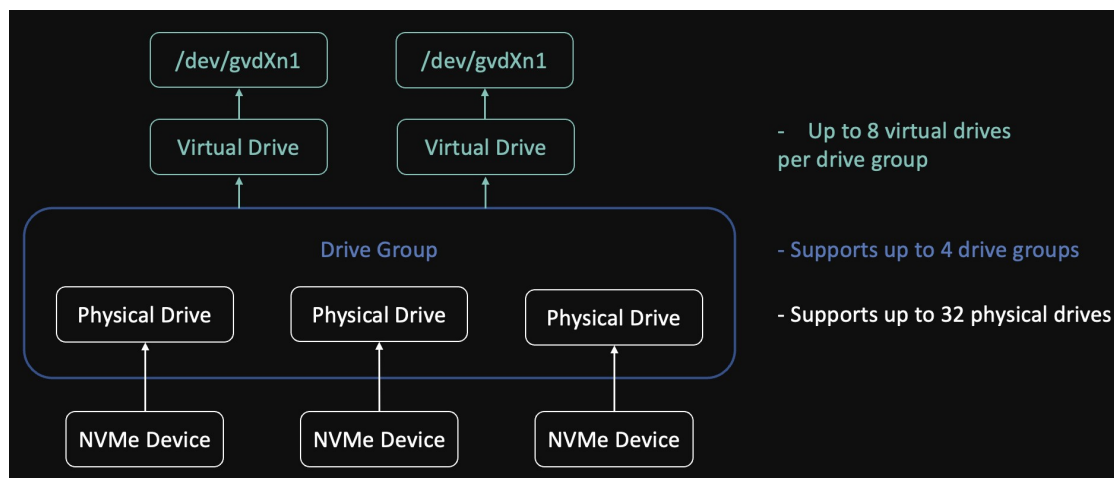 /dev/gvdXn1
/dev/gvdXn1
Virtual Drive
Virtual Drive
- Up to 8 virtual drives
per drive group
Drive Group
- Supports up to 4 drive groups
Physical Drive
Physical Drive
Physical Drive
- Supports up to 32 physical drives
NVMe Device
NVMe Device
NVMe Device